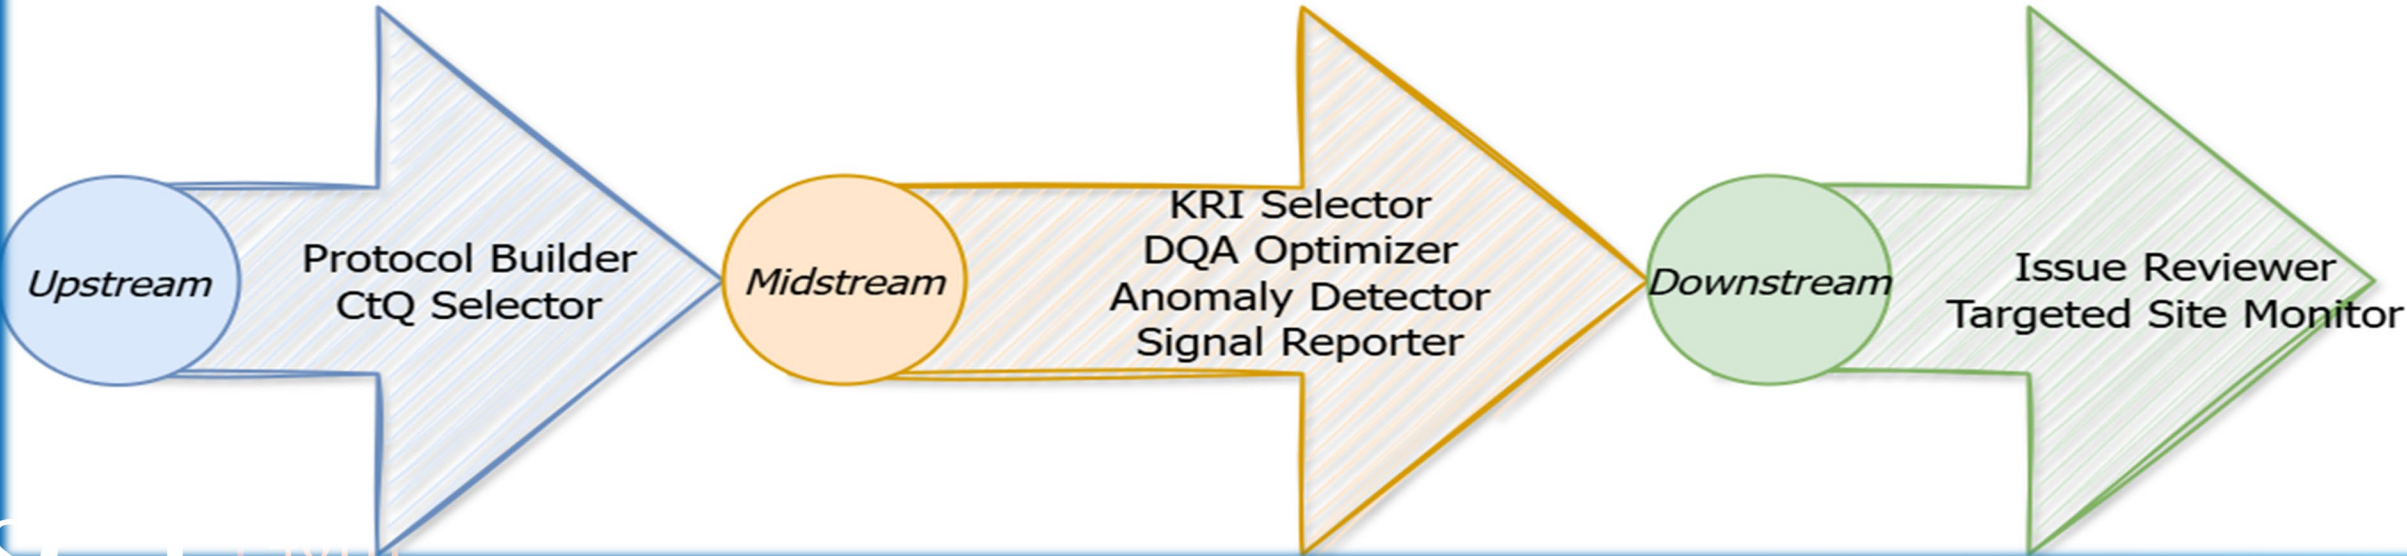 Upstream
Protocol Builder
CtQ Selector
Midstream
KRI Selector
DQA Optimizer
Anomaly Detector
Signal Reporter
Downstream
Issue Reviewer
Targeted Site Monitor